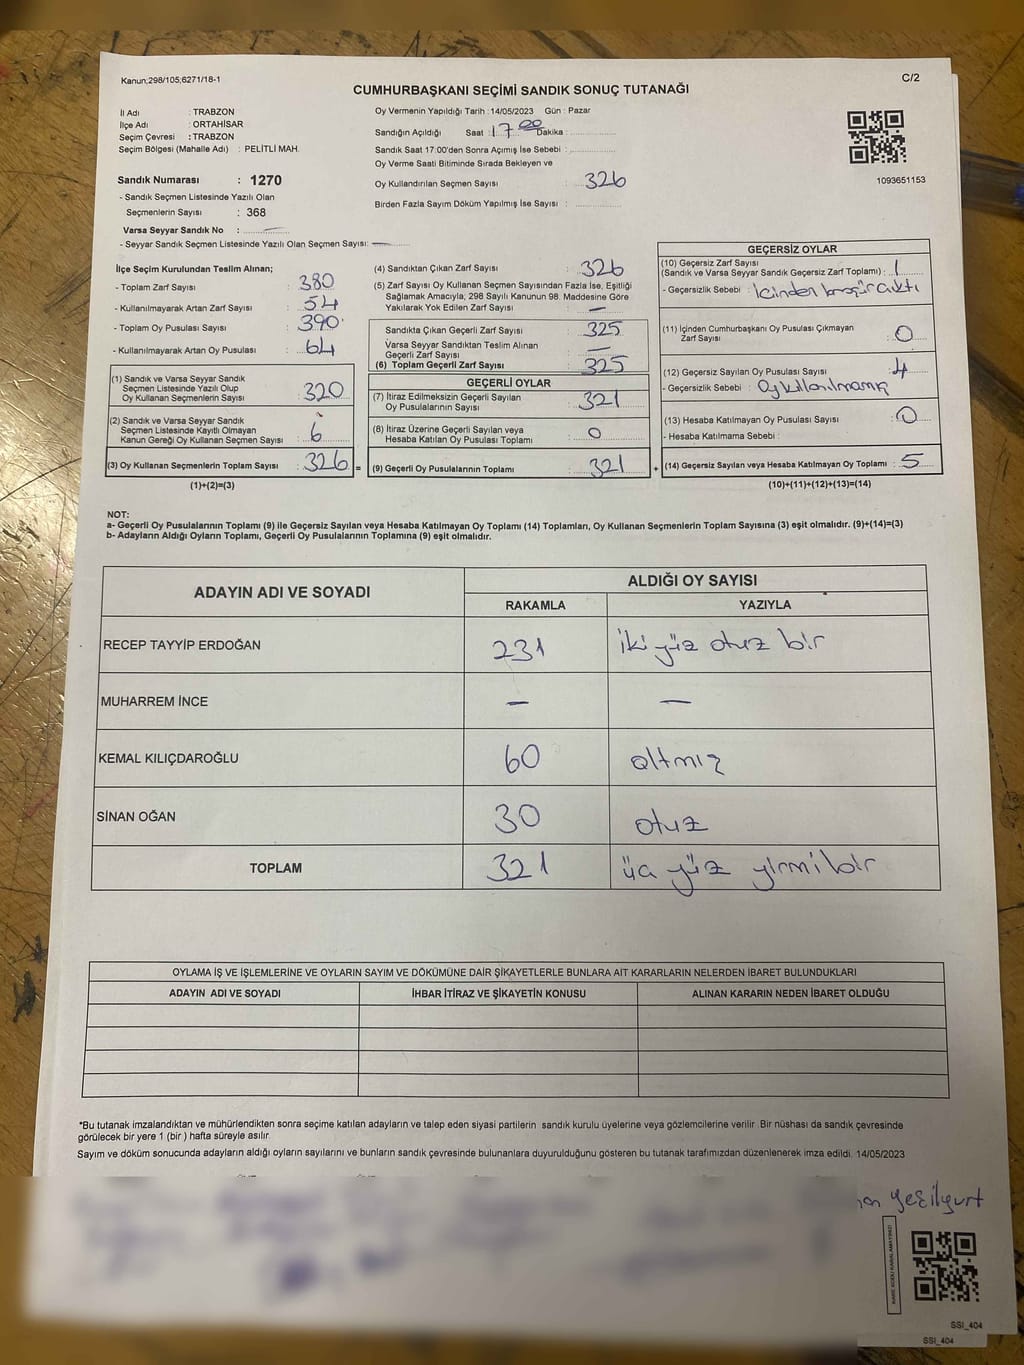 Kanun;298/105;6271/18-1
C/2
CUMHURBAŞKANI SEÇİMİ SANDIK SONUÇ TUTANAĞI
İl Adı : TRABZON
İlçe Adı : ORTAHİSAR
Seçim Çevresi : TRABZON
Seçim Bölgesi (Mahalle Adı) : PELİTLİ MAH.
Oy Vermenin Yapıldığı Tarih : 14/05/2023 Gün : Pazar
Sandığın Açıldığı Saat : 17 00 Dakika :
Sandık Saat 17:00'den Sonra Açımış İse Sebebi :
Oy Verme Saati Bitiminde Sırada Bekleyen ve
Oy Kullandırılan Seçmen Sayısı : 326
Birden Fazla Sayım Döküm Yapılmış İse Sayısı :
1093651153
Sandık Numarası : 1270
- Sandık Seçmen Listesinde Yazılı Olan
Seçmenlerin Sayısı : 368
Varsa Seyyar Sandık No :
- Seyyar Sandık Seçmen Listesinde Yazılı Olan Seçmen Sayısı: —
İlçe Seçim Kurulundan Teslim Alınan;
- Toplam Zarf Sayısı : 380
- Kullanılmayarak Artan Zarf Sayısı : 54
- Toplam Oy Pusulası Sayısı : 390
- Kullanılmayarak Artan Oy Pusulası : 64
(1) Sandık ve Varsa Seyyar Sandık
Seçmen Listesinde Yazılı Olup
Oy Kullanan Seçmenlerin Sayısı : 320
(2) Sandık ve Varsa Seyyar Sandık
Seçmen Listesinde Kayıtlı Olmayan
Kanun Gereği Oy Kullanan Seçmen Sayısı : 6
(3) Oy Kullanan Seçmenlerin Toplam Sayısı : 326 =
(1)+(2)=(3)
(4) Sandıktan Çıkan Zarf Sayısı : 326
(5) Zarf Sayısı Oy Kullanan Seçmen Sayısından Fazla İse, Eşitliği
Sağlamak Amacıyla; 298 Sayılı Kanunun 98. Maddesine Göre
Yakılarak Yok Edilen Zarf Sayısı : —
Sandıkta Çıkan Geçerli Zarf Sayısı : 325
Varsa Seyyar Sandıktan Teslim Alınan
Geçerli Zarf Sayısı : —
(6) Toplam Geçerli Zarf Sayısı : 325
GEÇERLİ OYLAR
(7) İtiraz Edilmeksizin Geçerli Sayılan
Oy Pusulalarının Sayısı : 321
(8) İtiraz Üzerine Geçerli Sayılan veya
Hesaba Katılan Oy Pusulası Toplamı : 0
(9) Geçerli Oy Pusulalarının Toplamı : 321 +
GEÇERSİZ OYLAR
(10) Geçersiz Zarf Sayısı
(Sandık ve Varsa Seyyar Sandık Geçersiz Zarf Toplamı) : 1
- Geçersizlik Sebebi : İçinden broşür çıktı
(11) İçinden Cumhurbaşkanı Oy Pusulası Çıkmayan
Zarf Sayısı : 0
(12) Geçersiz Sayılan Oy Pusulası Sayısı : 4
- Geçersizlik Sebebi : Oy kullanılmamış
(13) Hesaba Katılmayan Oy Pusulası Sayısı : 0
- Hesaba Katılmama Sebebi :
(14) Geçersiz Sayılan veya Hesaba Katılmayan Oy Toplamı : 5
(10)+(11)+(12)+(13)=(14)
NOT:
a- Geçerli Oy Pusulalarının Toplamı (9) ile Geçersiz Sayılan veya Hesaba Katılmayan Oy Toplamı (14) Toplamları, Oy Kullanan Seçmenlerin Toplam Sayısına (3) eşit olmalıdır. (9)+(14)=(3)
b- Adayların Aldığı Oyların Toplamı, Geçerli Oy Pusulalarının Toplamına (9) eşit olmalıdır.
ADAYIN ADI VE SOYADI
ALDIĞI OY SAYISI
RAKAMLA YAZIYLA
RECEP TAYYİP ERDOĞAN 231 iki yüz otuz bir
MUHARREM İNCE — —
KEMAL KILIÇDAROĞLU 60 altmış
SİNAN OĞAN 30 otuz
TOPLAM 321 üç yüz yirmi bir
OYLAMA İŞ VE İŞLEMLERİNE VE OYLARIN SAYIM VE DÖKÜMÜNE DAİR ŞİKAYETLERLE BUNLARA AİT KARARLARIN NELERDEN İBARET BULUNDUKLARI
ADAYIN ADI VE SOYADI İHBAR İTİRAZ VE ŞİKAYETİN KONUSU ALINAN KARARIN NEDEN İBARET OLDUĞU
*Bu tutanak imzalandıktan ve mühürlendikten sonra seçime katılan adayların ve talep eden siyasi partilerin sandık kurulu üyelerine veya gözlemcilerine verilir. Bir nüshası da sandık çevresinde
görülecek bir yere 1 (bir ) hafta süreyle asılır.
Sayım ve döküm sonucunda adayların aldığı oyların sayılarını ve bunların sandık çevresinde bulunanlara duyurulduğunu gösteren bu tutanak tarafımızdan düzenlenerek imza edildi. 14/05/2023
Yeşilyurt
KARE KODU KARALAMAYINIZ!
SSI_404
SSI_404